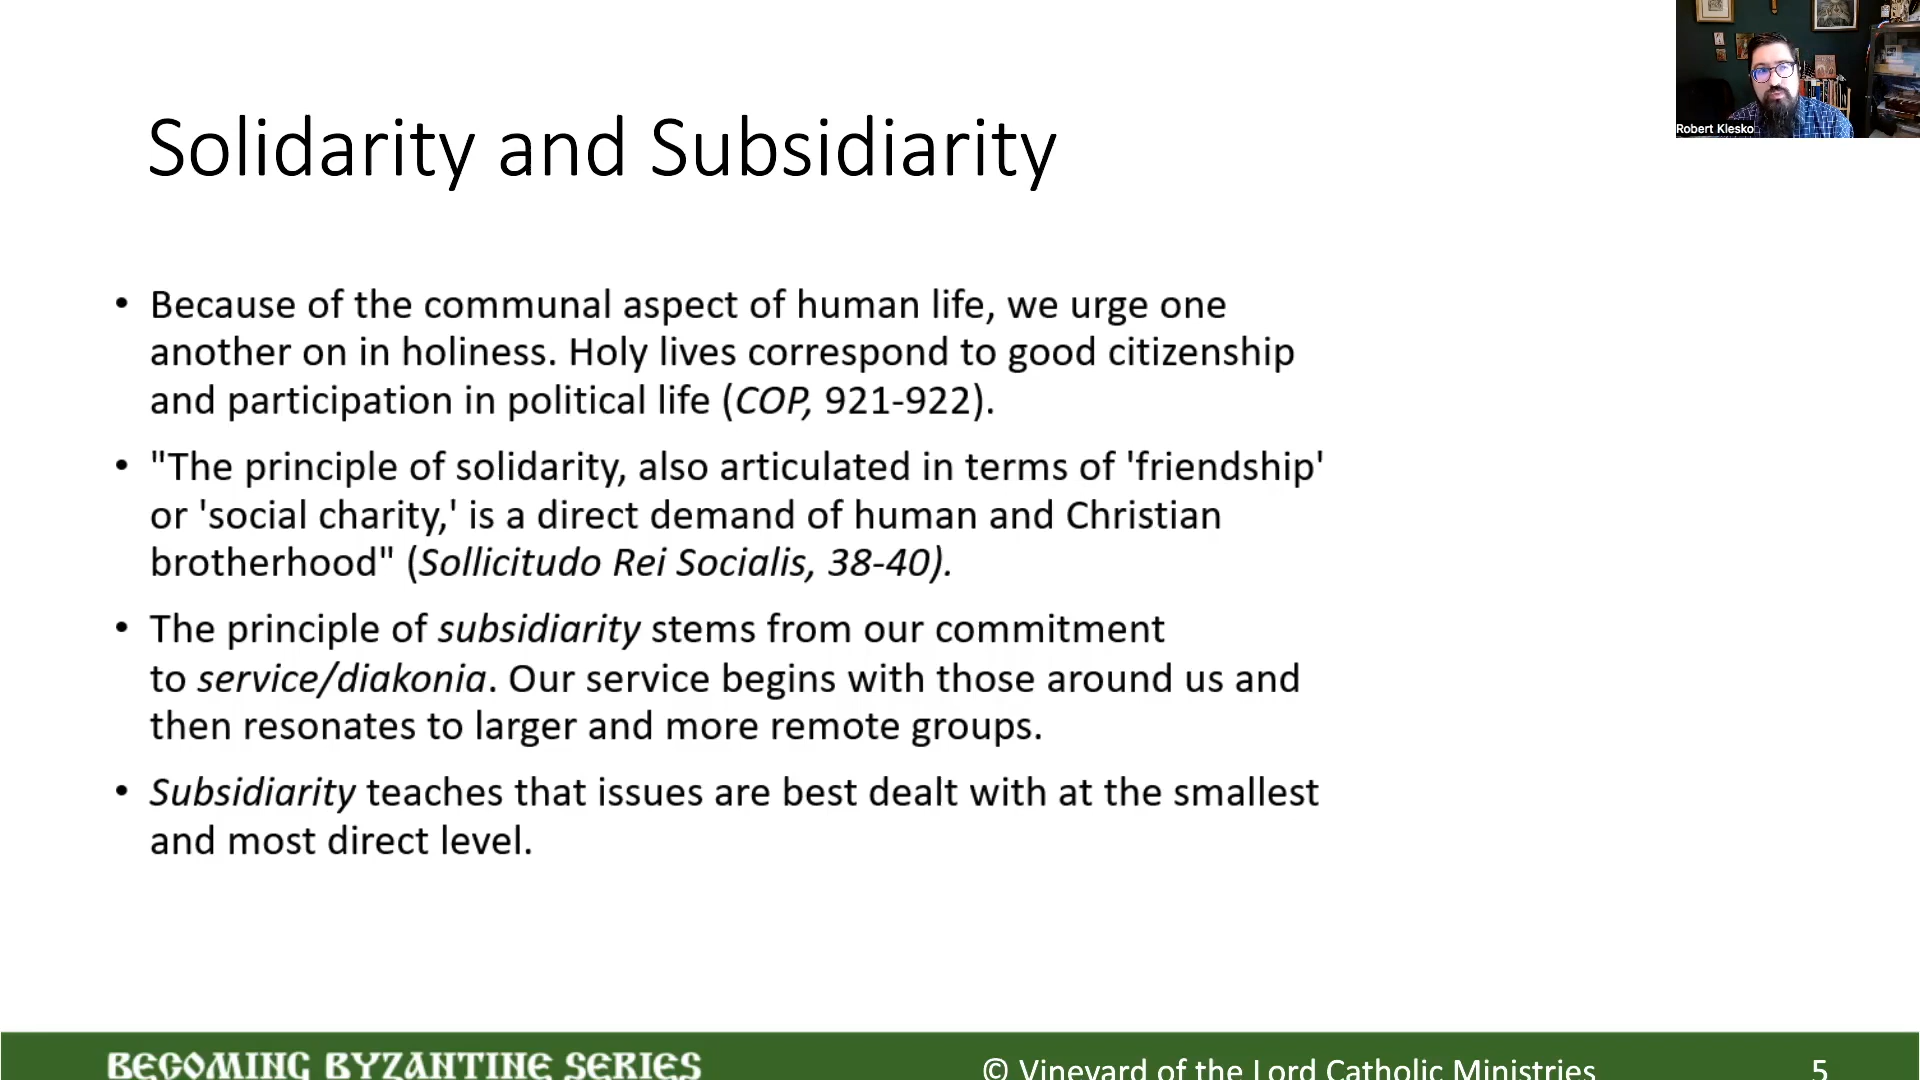 Robert Klesko
Solidarity and Subsidiarity
• Because of the communal aspect of human life, we urge one
another on in holiness. Holy lives correspond to good citizenship
and participation in political life (COP, 921-922).
• "The principle of solidarity, also articulated in terms of 'friendship'
or 'social charity,' is a direct demand of human and Christian
brotherhood" (Sollicitudo Rei Socialis, 38-40).
• The principle of subsidiarity stems from our commitment
to service/diakonia. Our service begins with those around us and
then resonates to larger and more remote groups.
• Subsidiarity teaches that issues are best dealt with at the smallest
and most direct level.
BECOMING BYZANTINE SERIES
© Vineyard of the Lord Catholic Ministries
5